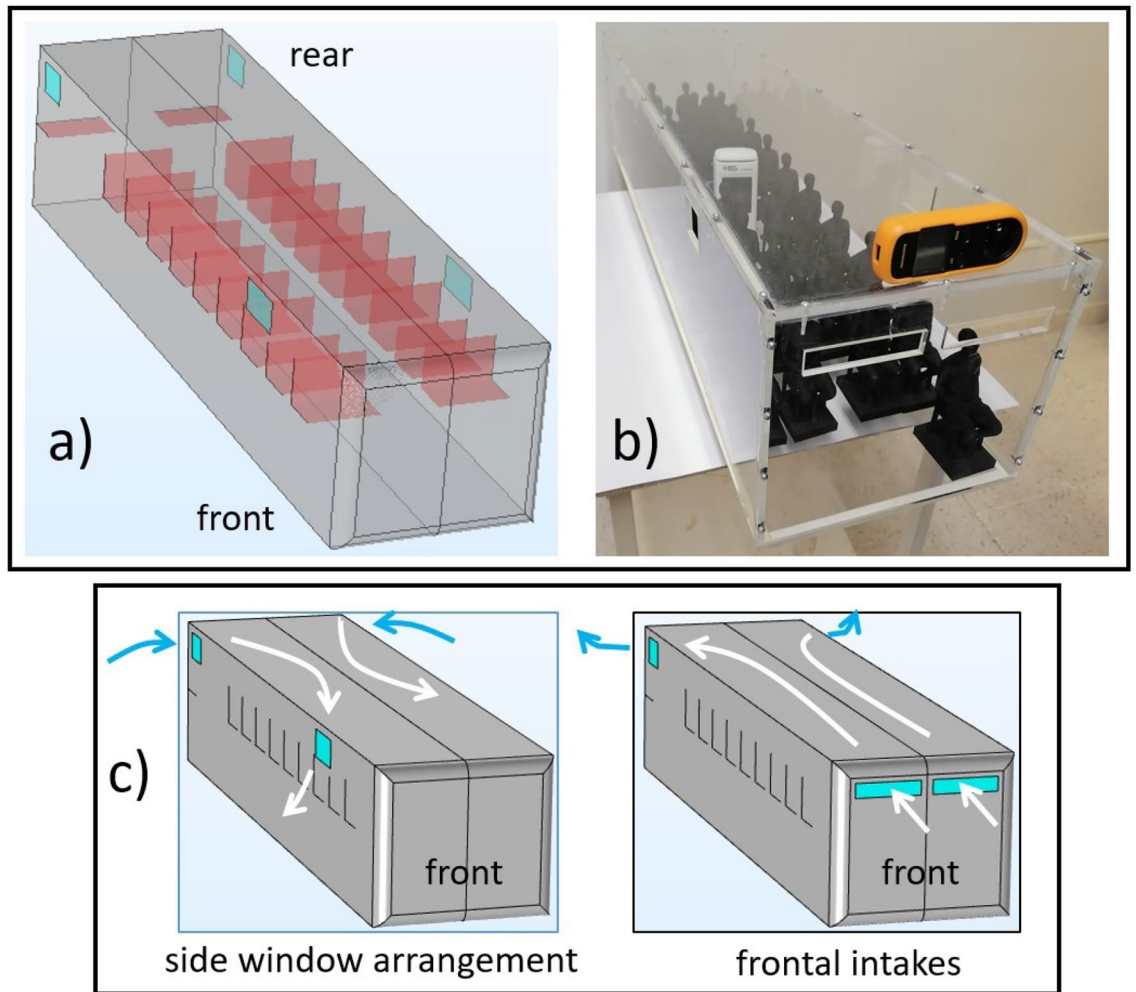 rear
a)
front
b)
c)
front
side window arrangement
front
frontal intakes